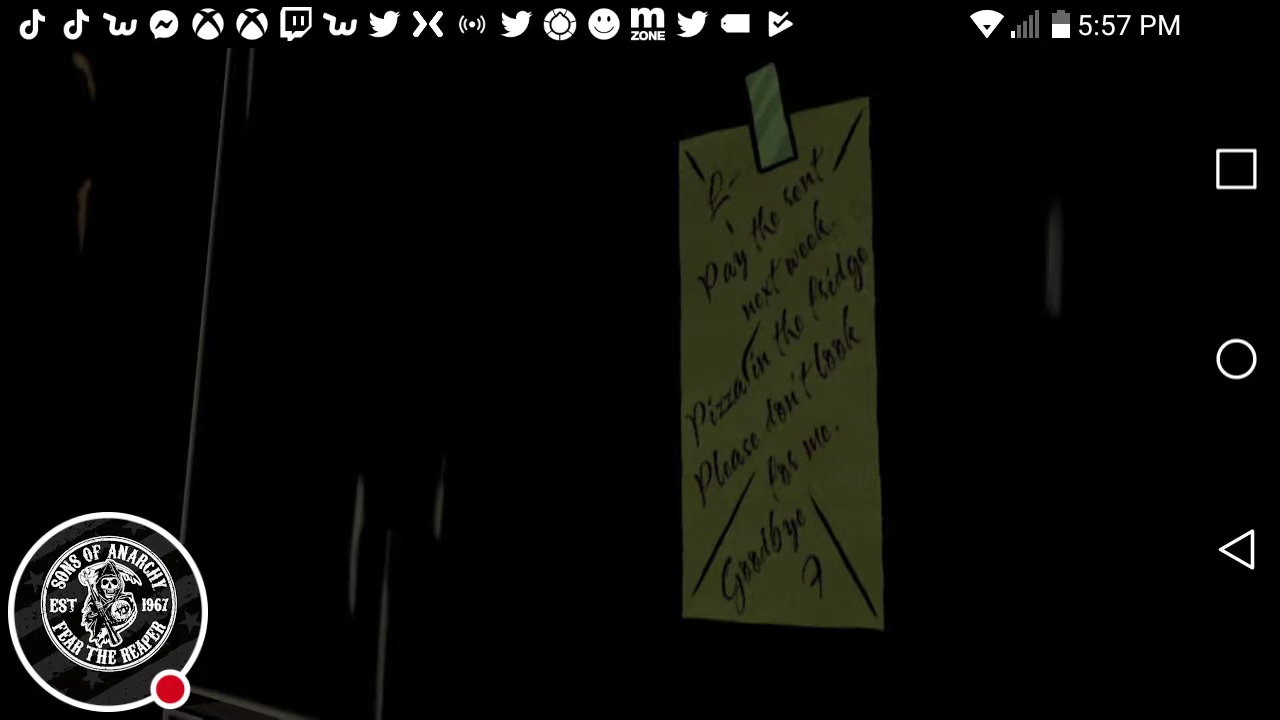 m
ZONE
5:57 PM
E-
Pay the rent
next week.
Pizza in the fridge
Please don't look
for me.
Goodbye
7
SONS OF ANARCHY
EST 1967
FEAR THE REAPER